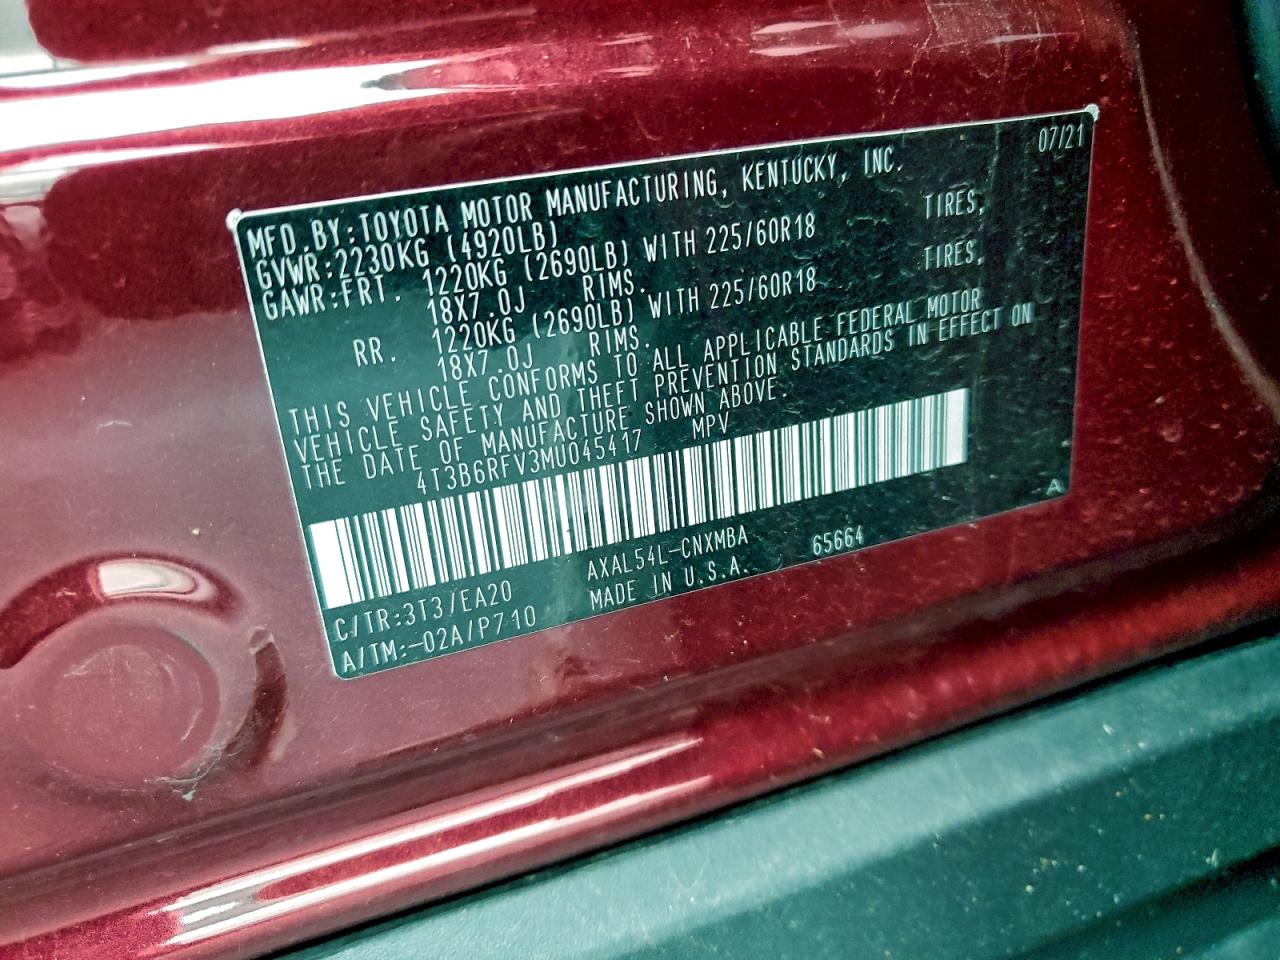 07/21
MFD.BY:TOYOTA MOTOR MANUFACTURING, KENTUCKY, INC.
GVWR:2230KG (4920LB)
GAWR:FRT. 1220KG (2690LB) WITH 225/60R18 TIRES,
18X7.0J RIMS.
RR. 1220KG (2690LB) WITH 225/60R18 TIRES,
18X7.0J RIMS.
THIS VEHICLE CONFORMS TO ALL APPLICABLE FEDERAL MOTOR
VEHICLE SAFETY AND THEFT PREVENTION STANDARDS IN EFFECT ON
THE DATE OF MANUFACTURE SHOWN ABOVE.
4T3B6RFV3MU045417 MPV
A
C/TR:3T3/EA20 AXAL54L-CNXMBA 65664
A/TM:-02A/P710 MADE IN U.S.A.